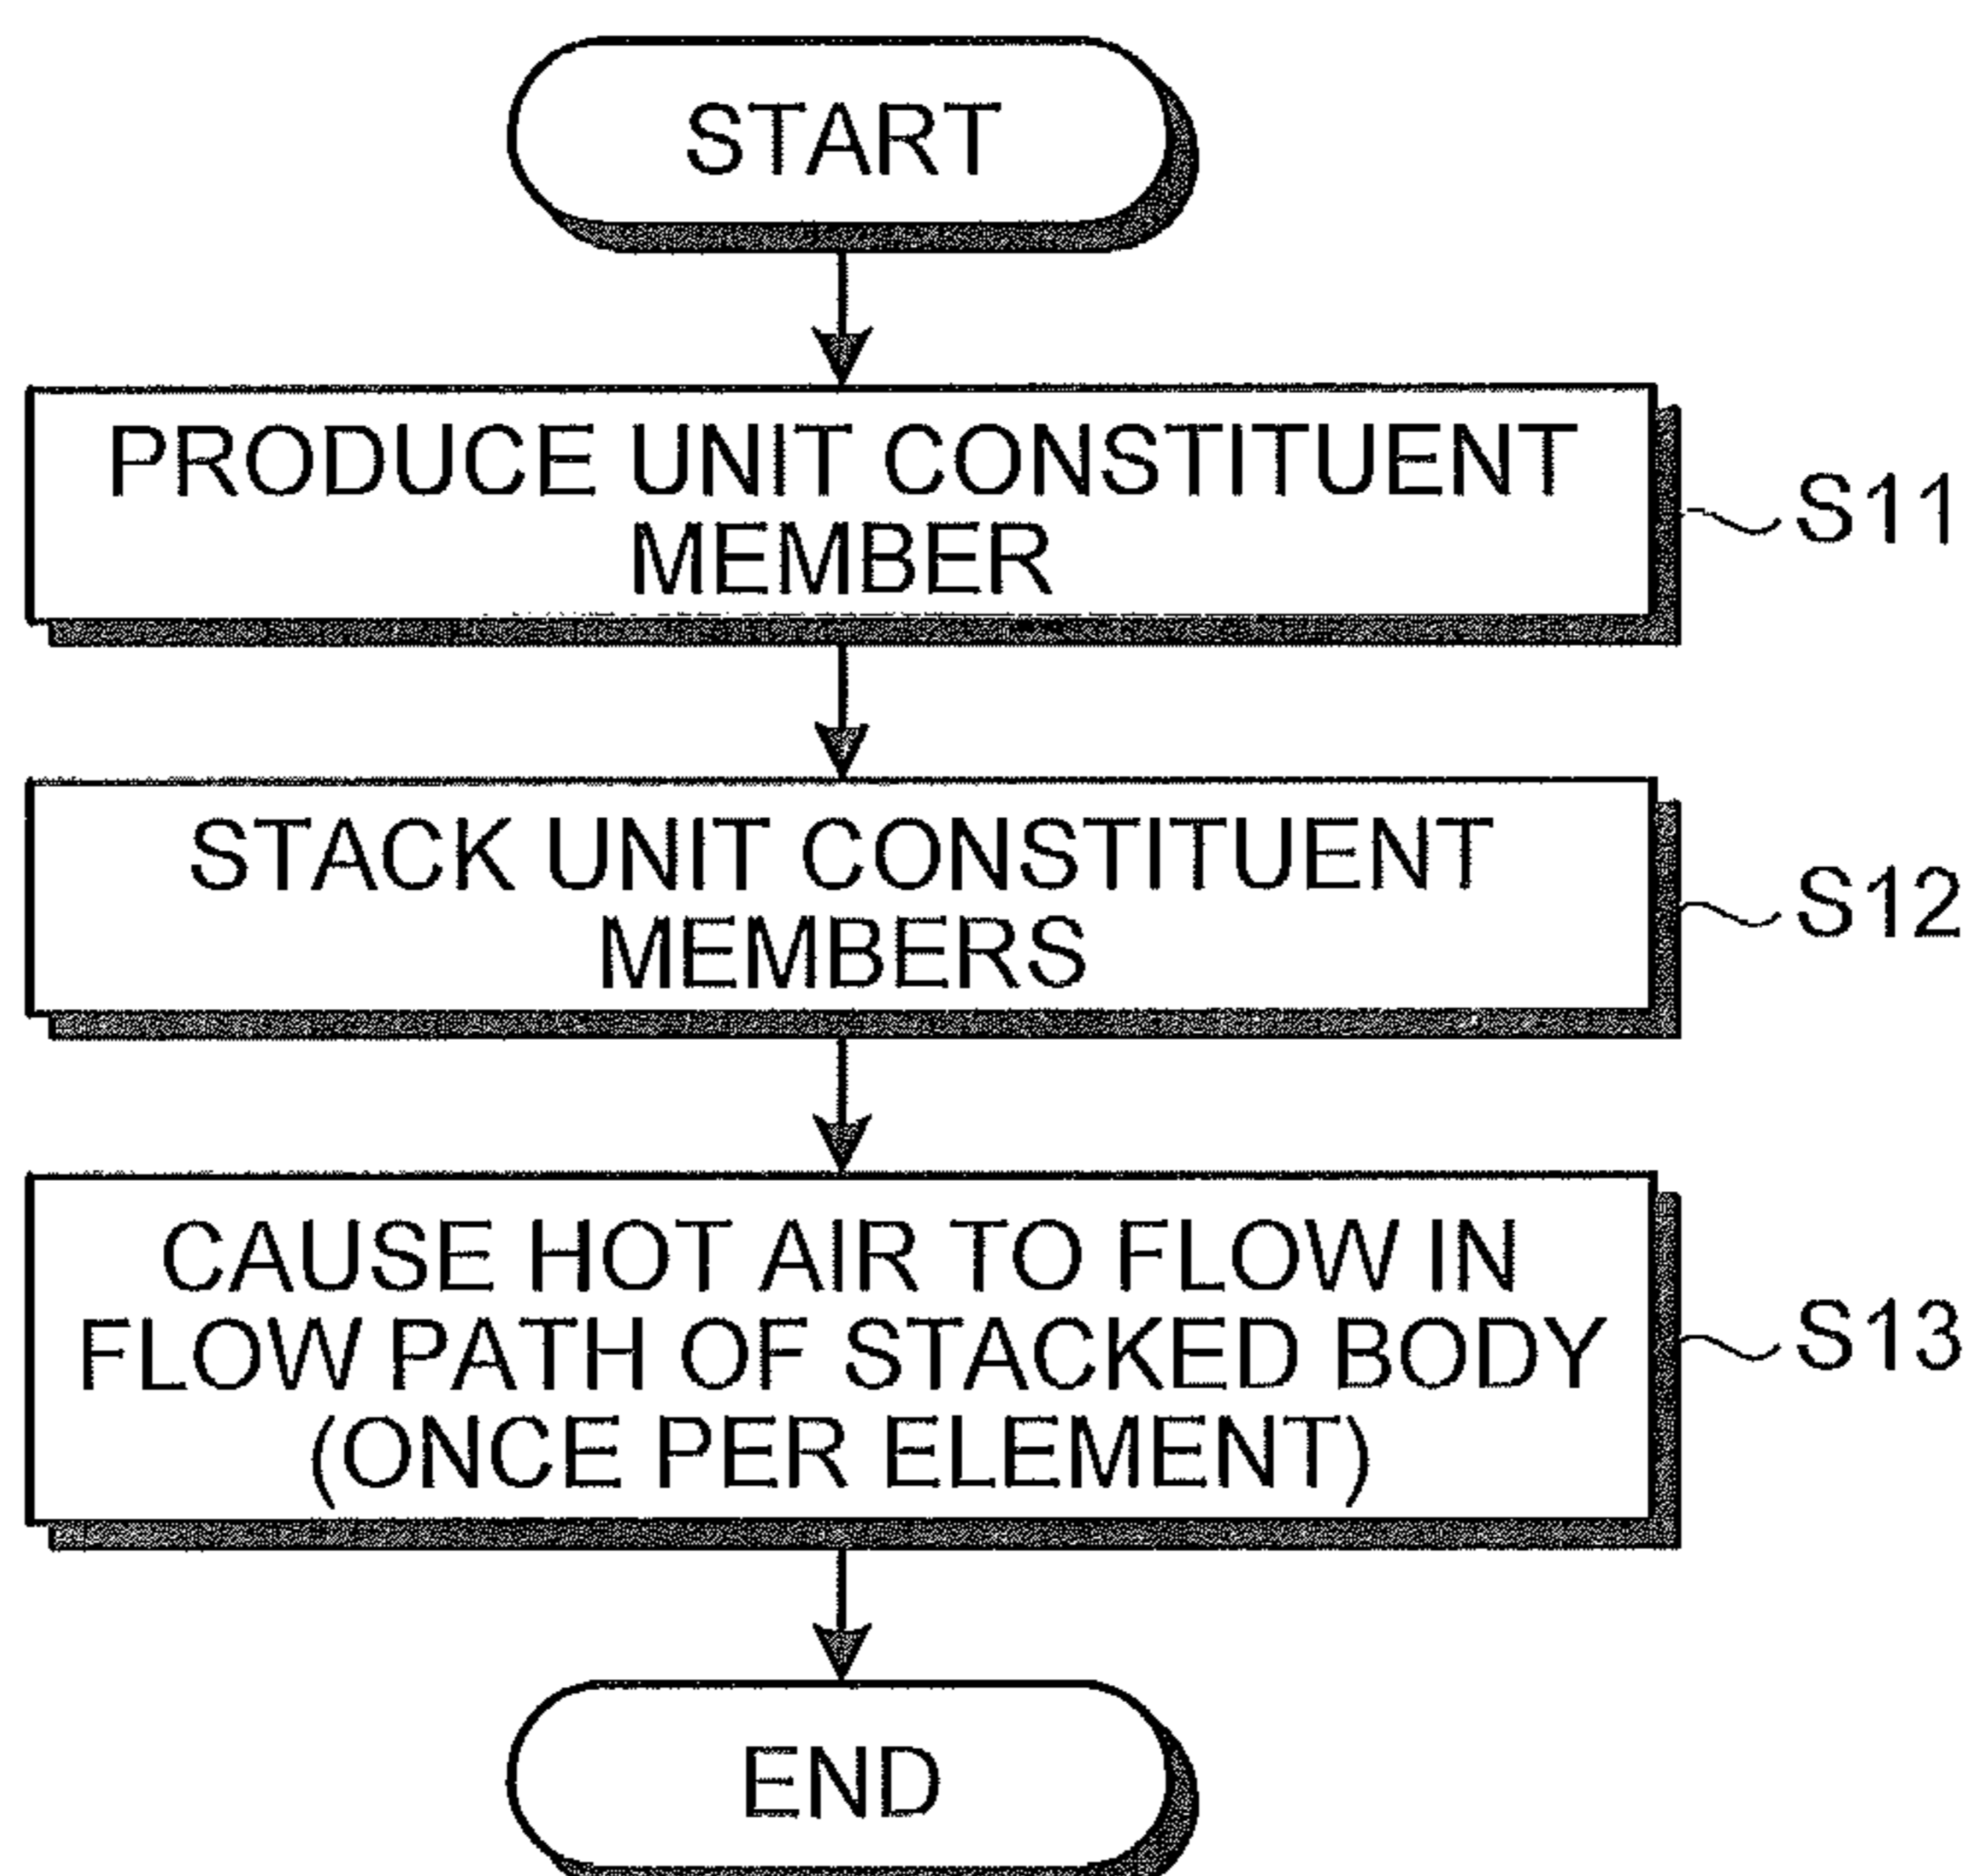 START
PRODUCE UNIT CONSTITUENT
MEMBER
S11
STACK UNIT CONSTITUENT
MEMBERS
S12
CAUSE HOT AIR TO FLOW IN
FLOW PATH OF STACKED BODY
(ONCE PER ELEMENT)
S13
END